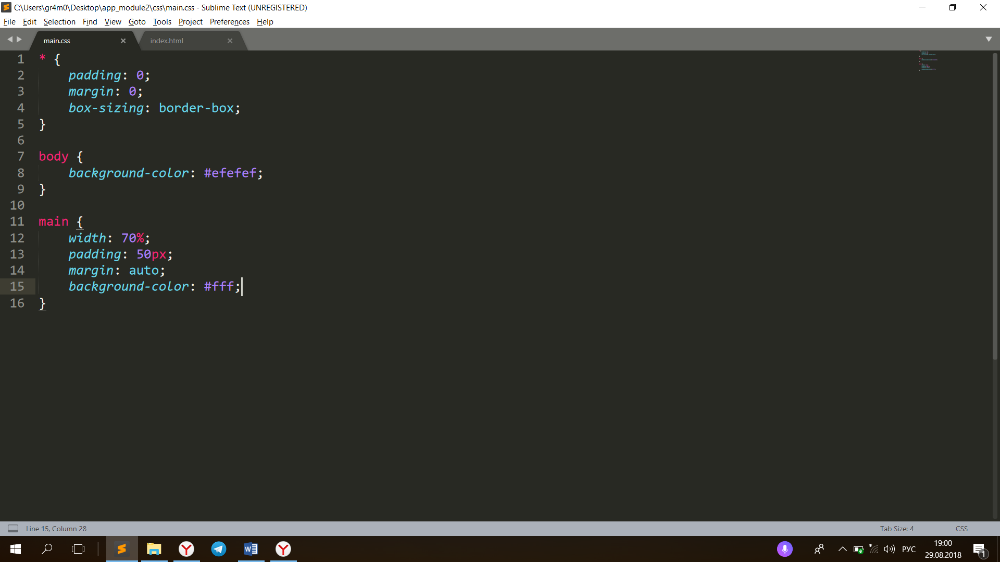 C:\Users\gr4m0\Desktop\app_module2\css\main.css - Sublime Text (UNREGISTERED)
File Edit Selection Find View Goto Tools Project Preferences Help
main.css index.html
1 * {
2 padding: 0;
3 margin: 0;
4 box-sizing: border-box;
5 }
6
7 body {
8 background-color: #efefef;
9 }
10
11 main {
12 width: 70%;
13 padding: 50px;
14 margin: auto;
15 background-color: #fff;
16 }
Line 15, Column 28 Tab Size: 4 CSS
РУС 19:00
29.08.2018
1